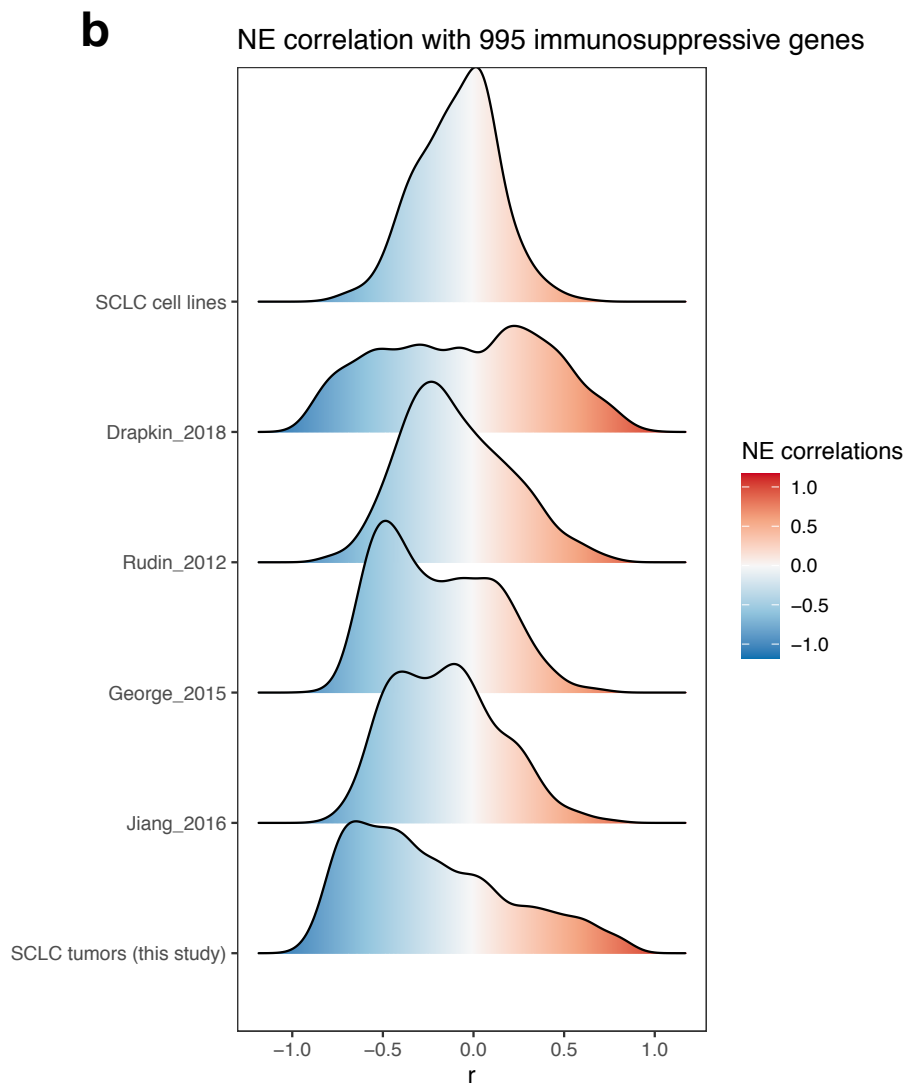 b
NE correlation with 995 immunosuppressive genes
SCLC cell lines
Drapkin_2018
Rudin_2012
George_2015
Jiang_2016
SCLC tumors (this study)
−1.0 −0.5 0.0 0.5 1.0
r
NE correlations
1.0
0.5
0.0
−0.5
−1.0